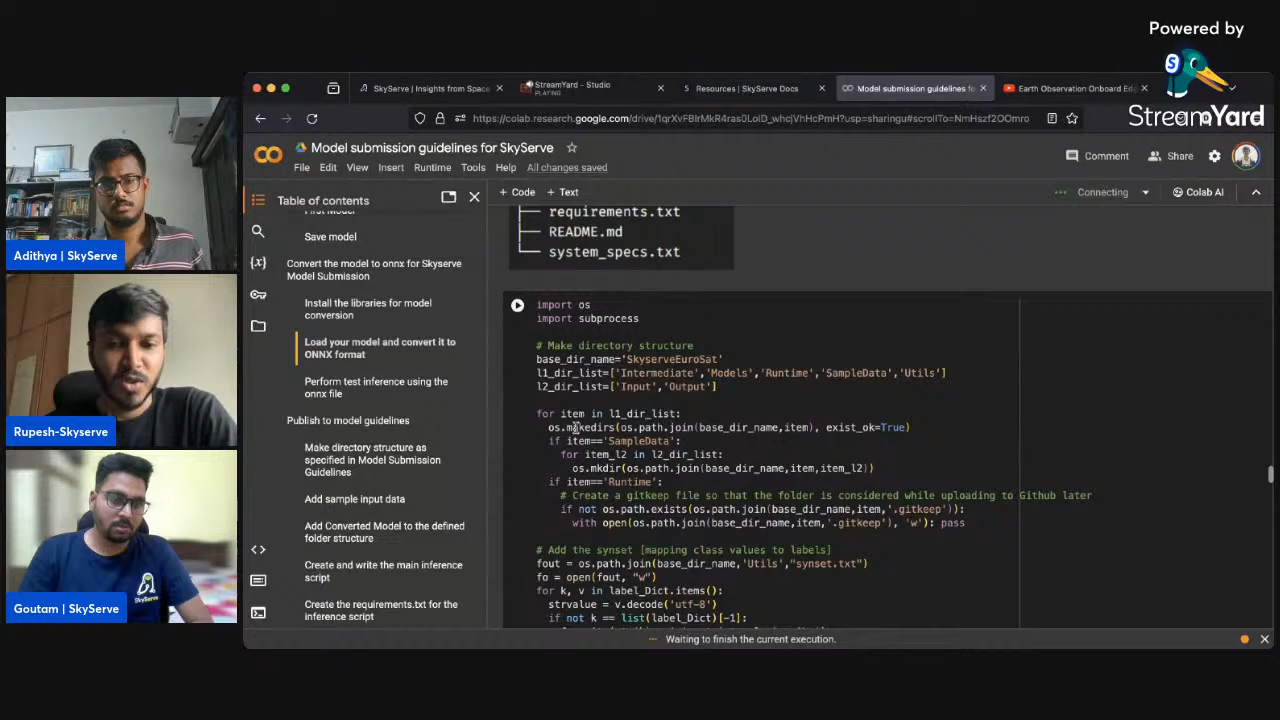 Powered by
StreamYard
SkyServe | Insights from Space
StreamYard - Studio
PLAYING
Resources | SkyServe Docs
Model submission guidelines fo
Earth Observation Onboard Ed
Model submission guidelines for SkyServe
All changes saved
File Edit View Insert Runtime Tools Help
Comment
Share
Table of contents
+ Code + Text
Connecting
Colab AI
First Model
Save model
Convert the model to onnx for Skyserve
Model Submission
Install the libraries for model
conversion
Load your model and convert it to
ONNX format
Perform test inference using the
onnx file
Publish to model guidelines
Make directory structure as
specified in Model Submission
Guidelines
Add sample input data
Add Converted Model to the defined
folder structure
Create and write the main inference
script
Create the requirements.txt for the
inference script
├── requirements.txt
├── README.md
└── system_specs.txt
import os
import subprocess
# Make directory structure
base_dir_name='SkyserveEuroSat'
l1_dir_list=['Intermediate','Models','Runtime','SampleData','Utils']
l2_dir_list=['Input','Output']
for item in l1_dir_list:
os.makedirs(os.path.join(base_dir_name,item), exist_ok=True)
if item=='SampleData':
for item_l2 in l2_dir_list:
os.mkdir(os.path.join(base_dir_name,item,item_l2))
if item=='Runtime':
# Create a gitkeep file so that the folder is considered while uploading to Github later
if not os.path.exists(os.path.join(base_dir_name,item,'.gitkeep')):
with open(os.path.join(base_dir_name,item,'.gitkeep'), 'w'): pass
# Add the synset [mapping class values to labels]
fout = os.path.join(base_dir_name,'Utils',"synset.txt")
fo = open(fout, "w")
for k, v in label_Dict.items():
strvalue = v.decode('utf-8')
if not k == list(label_Dict)[-1]:
Waiting to finish the current execution.
Adithya | SkyServe
Rupesh-Skyserve
Goutam | SkyServe
SkyServe